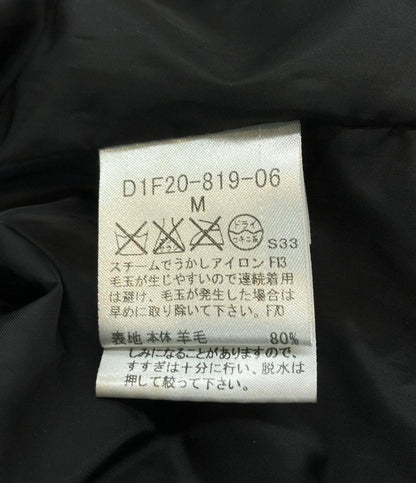 D1F20-819-06
M
ドライ
セキユ系
S33
スチームでうかしアイロン F13
毛玉が生じやすいので連続着用
は避け、毛玉が発生した場合は
早めに取り除いて下さい。F70
表地 本体 羊毛 80%
しみになることがありますので、
すすぎは十分に行い、脱水は
押して絞って下さい。